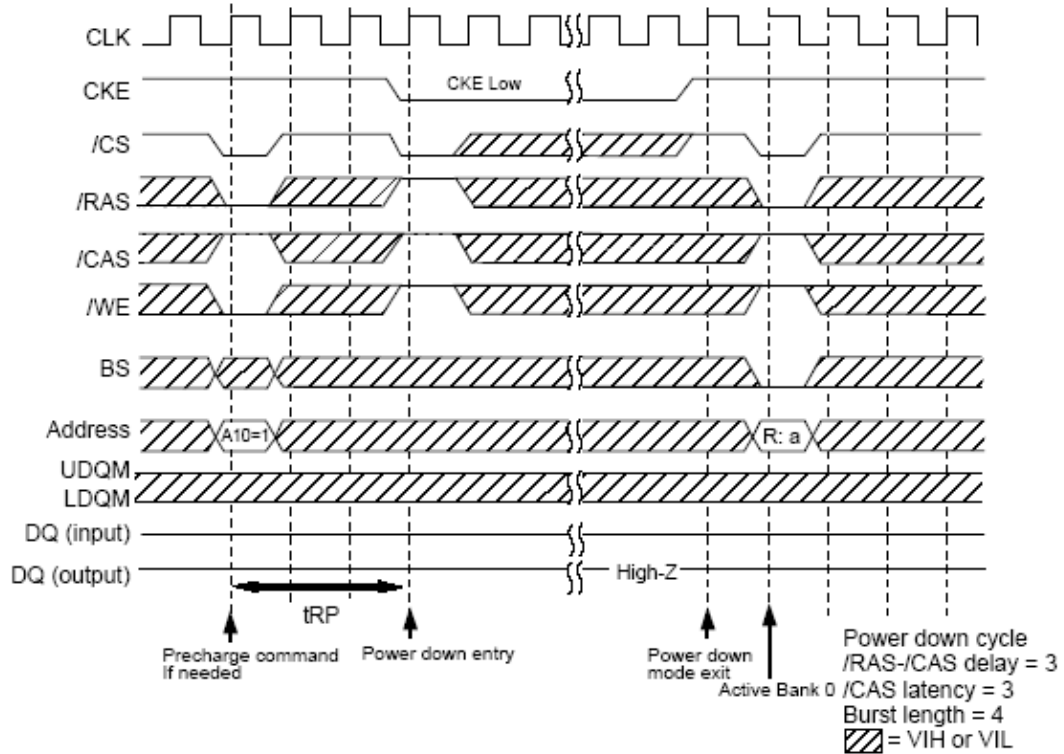 CLK
CKE
CKE Low
/CS
/RAS
/CAS
/WE
BS
Address
A10=1
R: a
UDQM
LDQM
DQ (input)
DQ (output)
High-Z
tRP
Precharge command
If needed
Power down entry
Power down
mode exit
Active Bank 0
Power down cycle
/RAS-/CAS delay = 3
/CAS latency = 3
Burst length = 4
= VIH or VIL